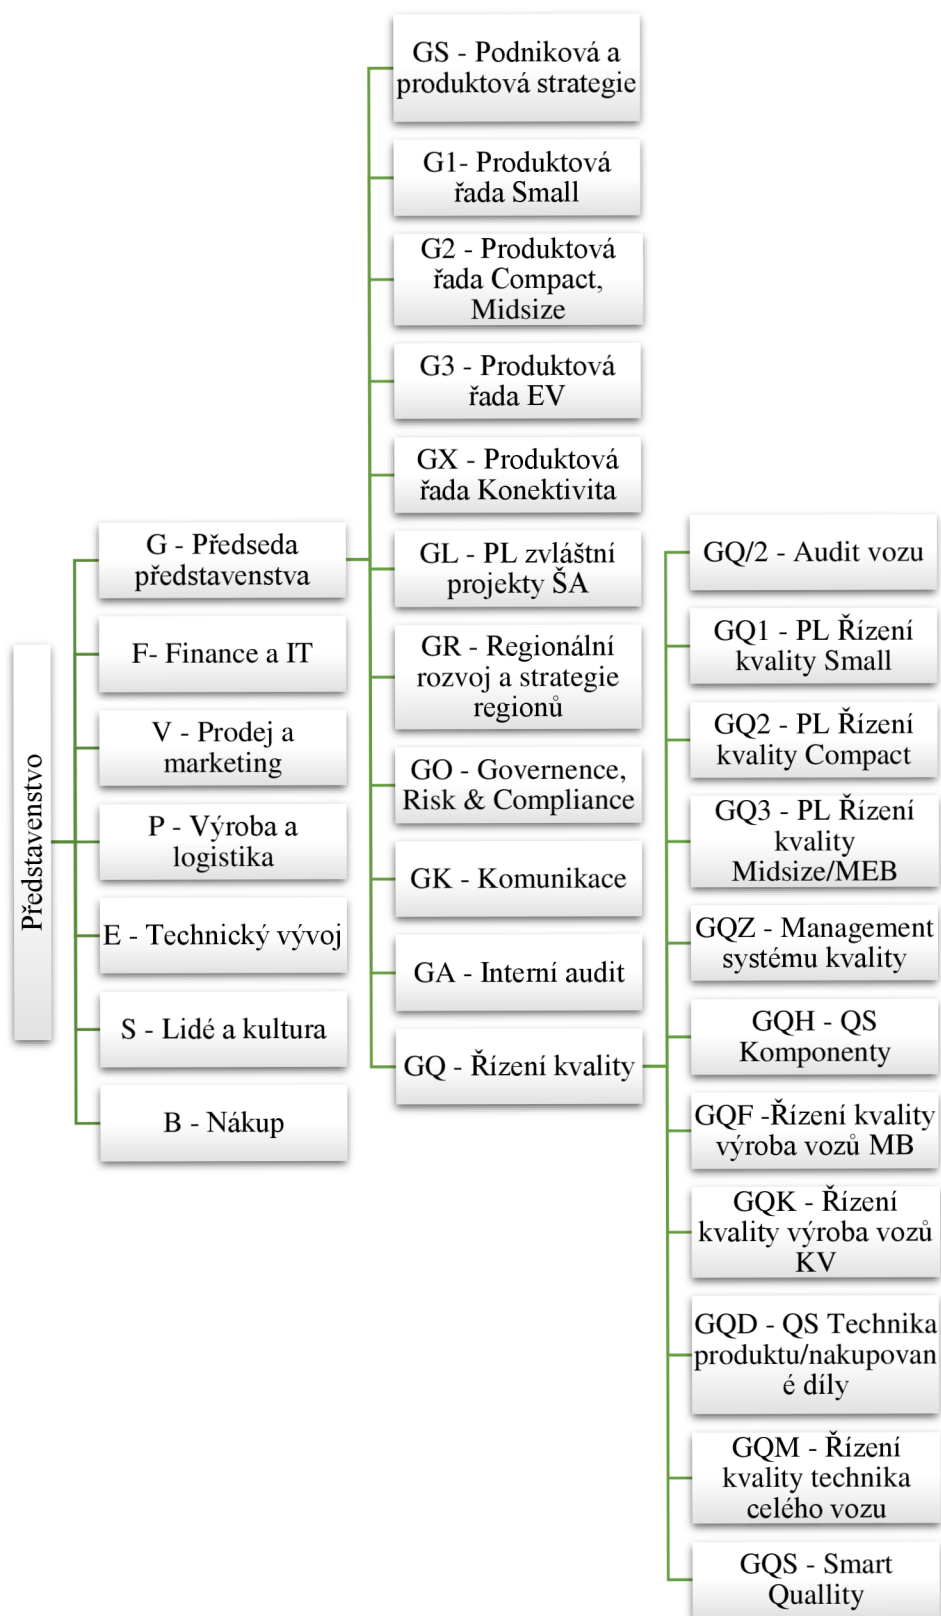 Představenstvo
G - Předseda
představenstva
F- Finance a IT
V - Prodej a
marketing
P - Výroba a
logistika
E - Technický vývoj
S - Lidé a kultura
B - Nákup
GS - Podniková a
produktová strategie
G1- Produktová
řada Small
G2 - Produktová
řada Compact,
Midsize
G3 - Produktová
řada EV
GX - Produktová
řada Konektivita
GL - PL zvláštní
projekty ŠA
GR - Regionální
rozvoj a strategie
regionů
GO - Governence,
Risk & Compliance
GK - Komunikace
GA - Interní audit
GQ - Řízení kvality
GQ/2 - Audit vozu
GQ1 - PL Řízení
kvality Small
GQ2 - PL Řízení
kvality Compact
GQ3 - PL Řízení
kvality
Midsize/MEB
GQZ - Management
systému kvality
GQH - QS
Komponenty
GQF -Řízení kvality
výroba vozů MB
GQK - Řízení
kvality výroba vozů
KV
GQD - QS Technika
produktu/nakupovan
é díly
GQM - Řízení
kvality technika
celého vozu
GQS - Smart
Quallity